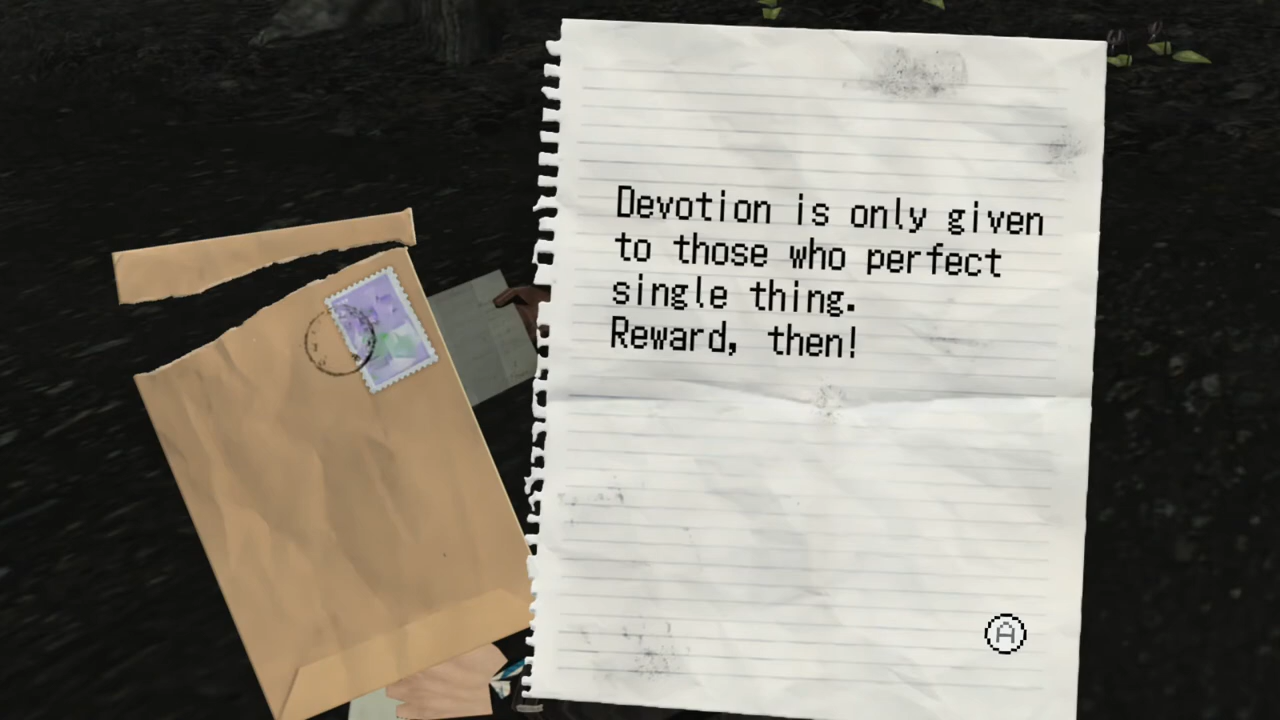 Devotion is only given
to those who perfect
single thing.
Reward, then!
A